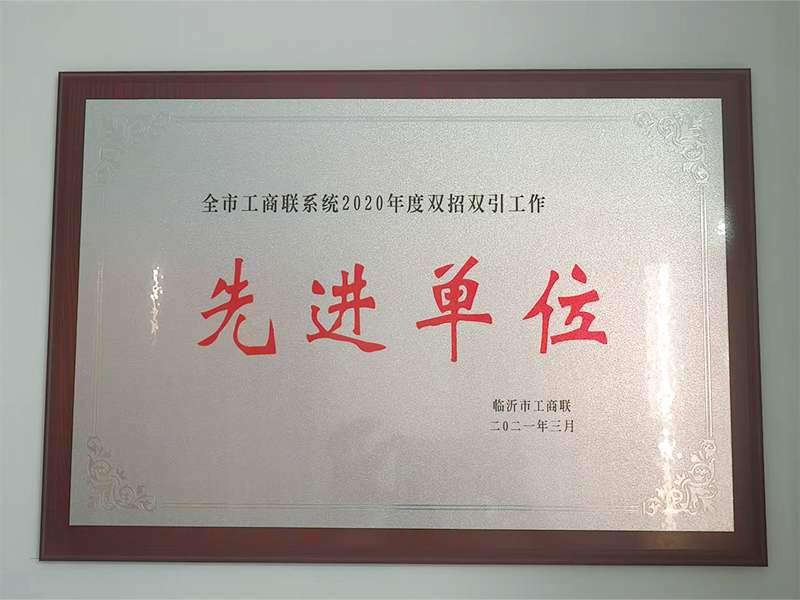 全市工商联系统2020年度双招双引工作
先进单位
临沂市工商联
二〇二一年三月